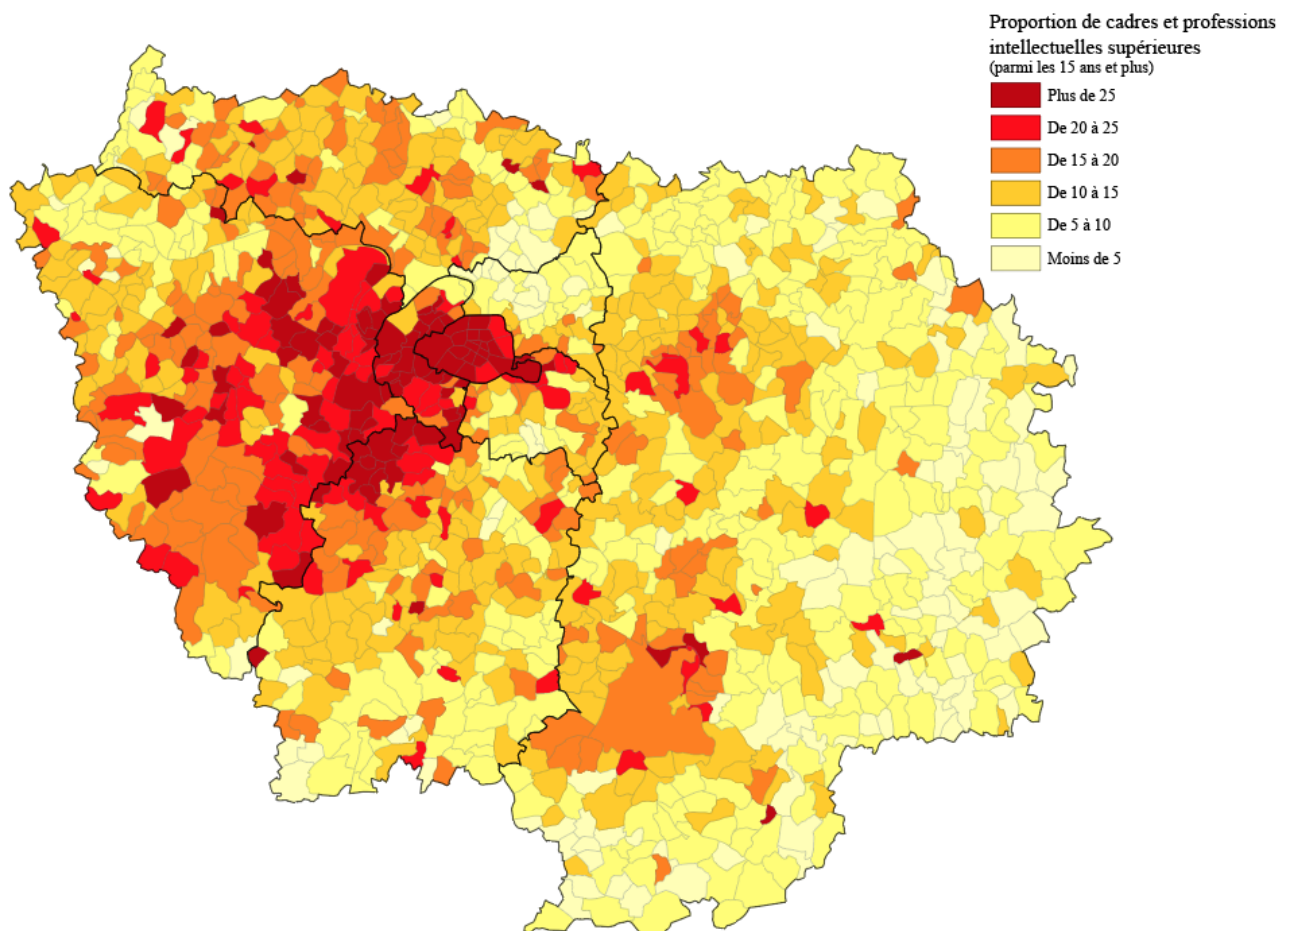 Proportion de cadres et professions
intellectuelles supérieures
(parmi les 15 ans et plus)
Plus de 25
De 20 à 25
De 15 à 20
De 10 à 15
De 5 à 10
Moins de 5